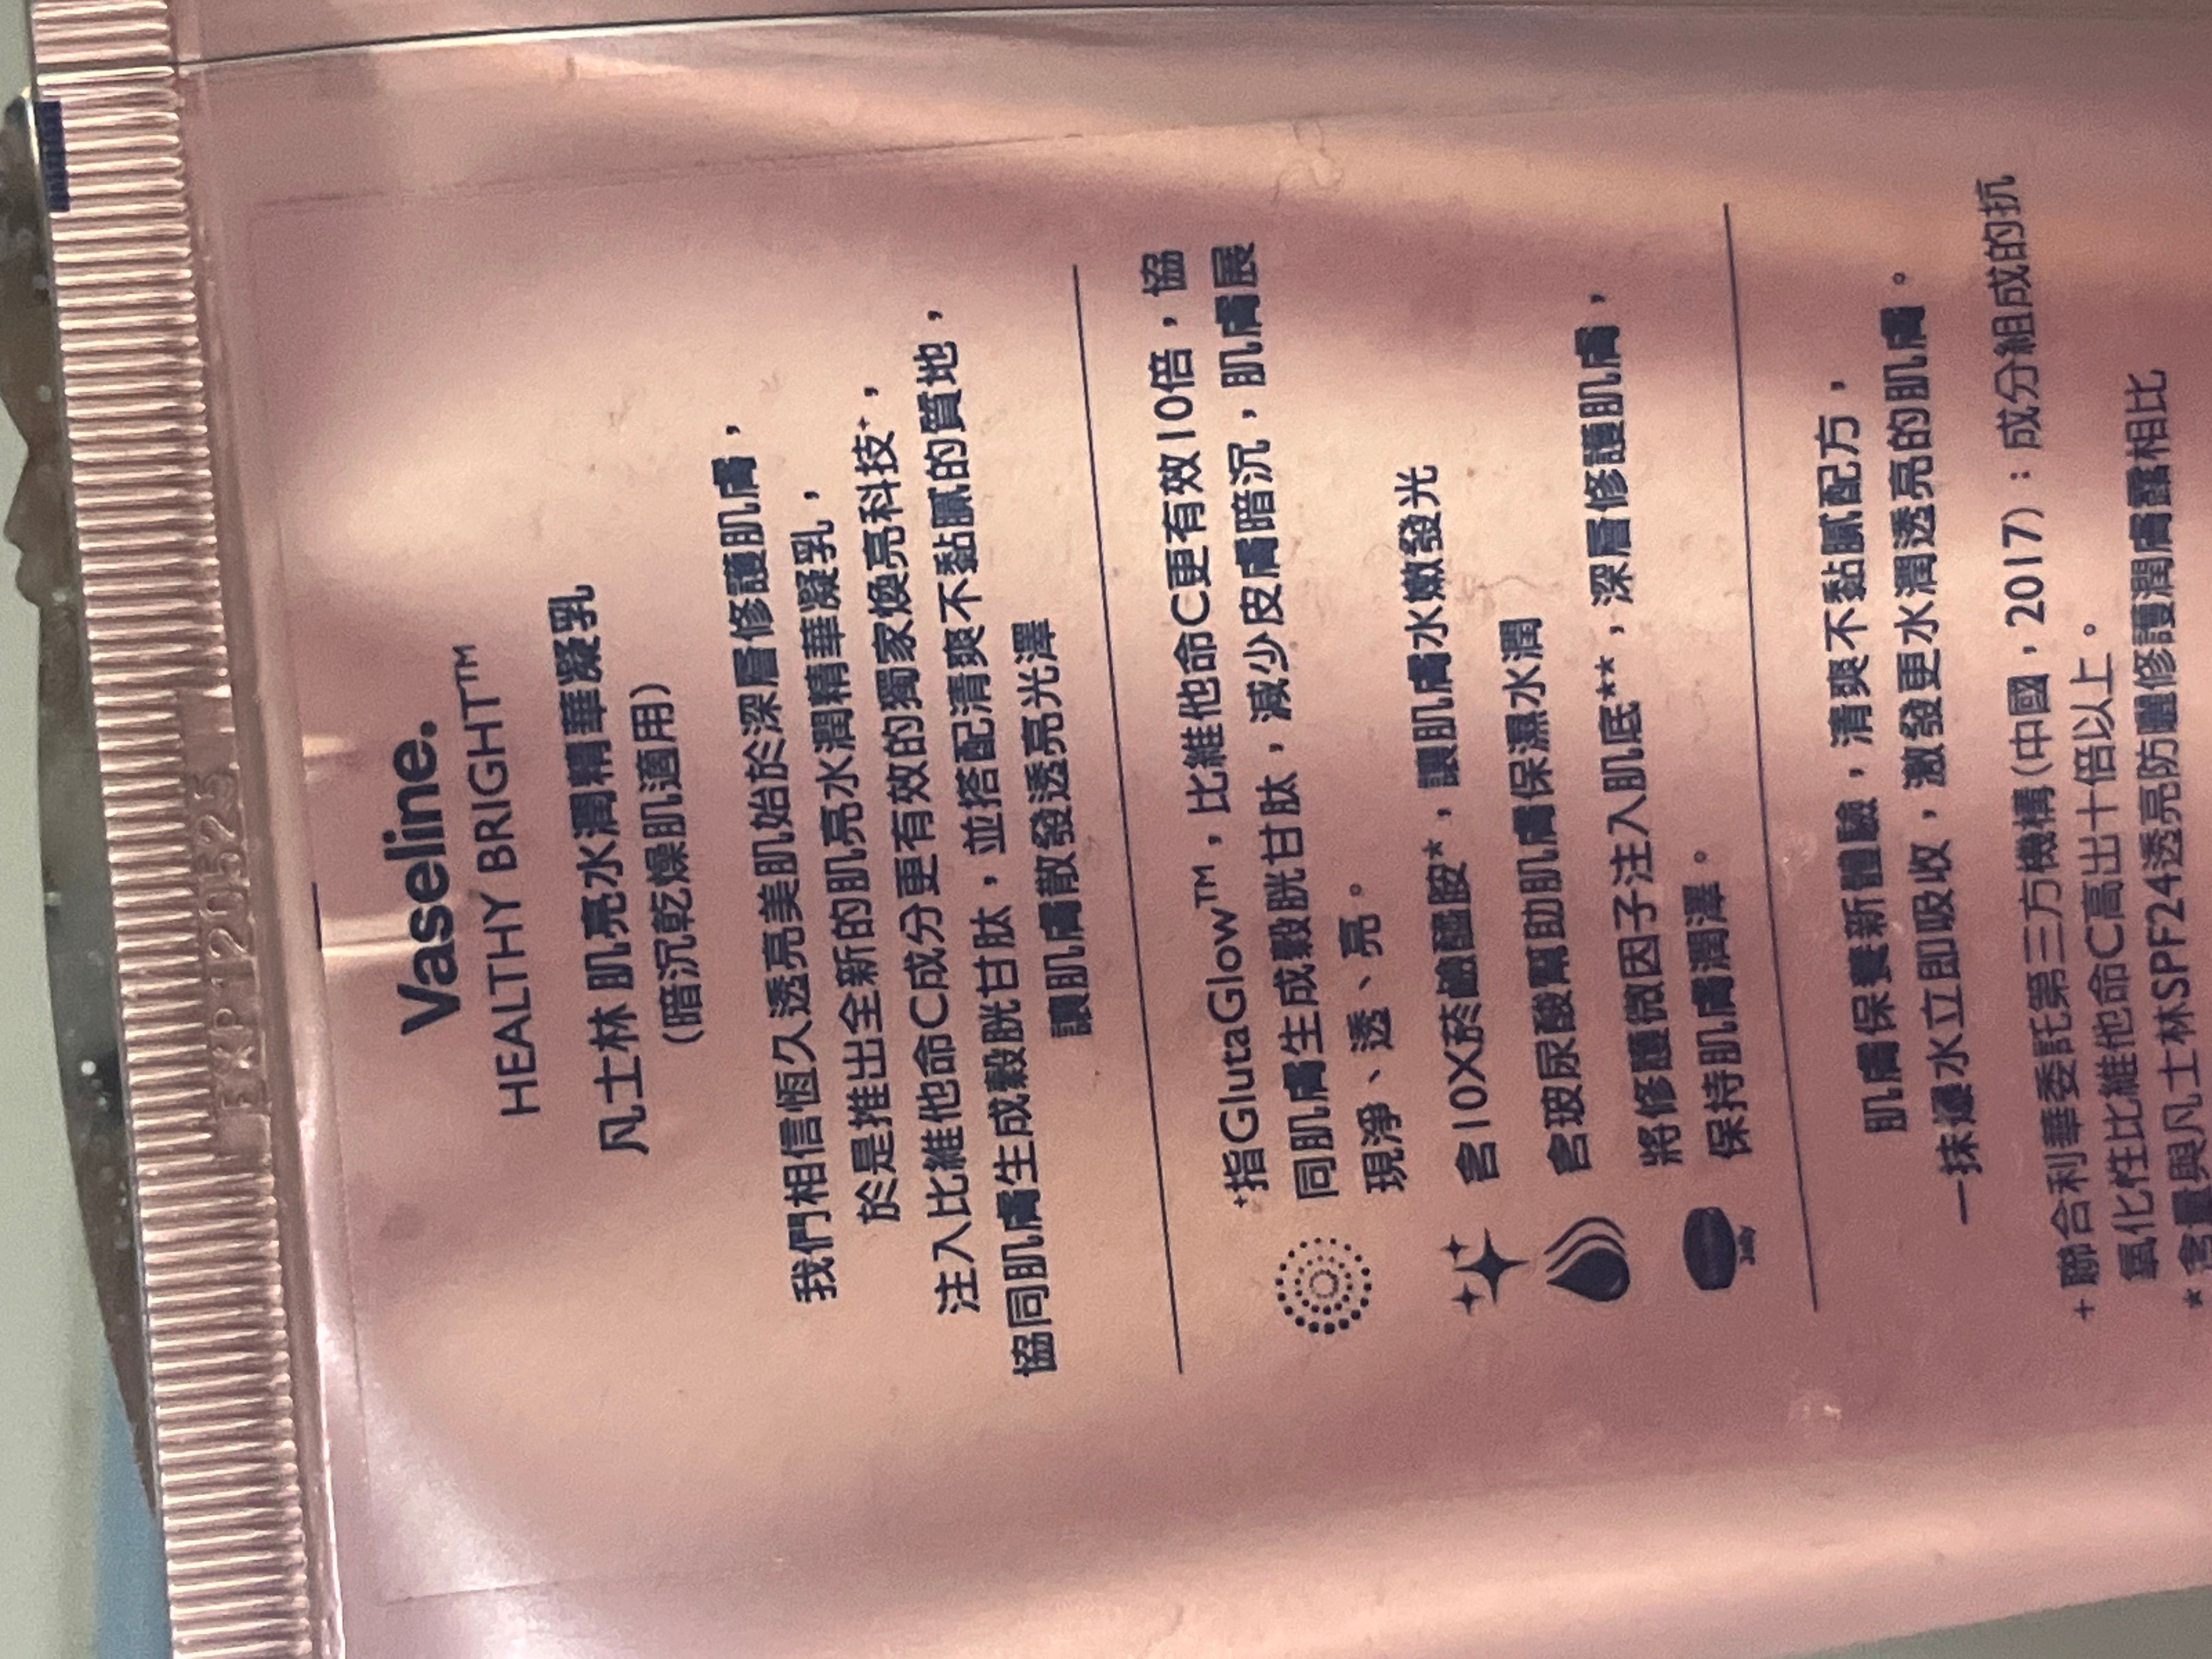 EXP 120525
Vaseline.
HEALTHY BRIGHT™
凡士林 肌亮水潤精華凝乳
（暗沉乾燥肌適用）
我們相信恆久透亮美肌始於深層修護肌膚，
於是推出全新的肌亮水潤精華凝乳，
注入比維他命C成分更有效的獨家煥亮科技⁺，
協同肌膚生成穀胱甘肽，並搭配清爽不黏膩的質地，
讓肌膚散發透亮光澤
⁺指GlutaGlow™，比維他命C更有效10倍，協
同肌膚生成穀胱甘肽，減少皮膚暗沉，肌膚展
現淨、透、亮。
含10X菸鹼醯胺*，讓肌膚水嫩發光
含玻尿酸幫助肌膚保濕水潤
將修護微因子注入肌底**，深層修護肌膚，
保持肌膚潤澤。
Jelly
肌膚保養新體驗，清爽不黏膩配方，
一抹爆水立即吸收，激發更水潤透亮的肌膚。
+ 聯合利華委託第三方機構(中國，2017)：成分組成的抗
氧化性比維他命C高出十倍以上。
* 含量與凡士林SPF24透亮防曬修護潤膚露相比